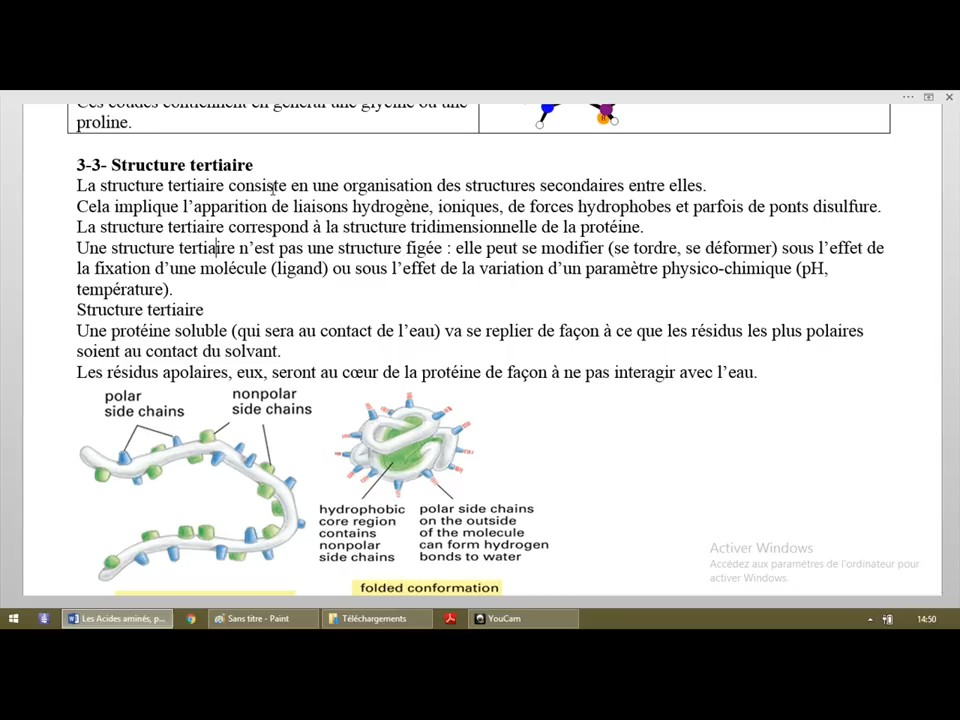 Ces coudes contiennent en général une glycine ou une
proline.
3-3- Structure tertiaire
La structure tertiaire consiste en une organisation des structures secondaires entre elles.
Cela implique l’apparition de liaisons hydrogène, ioniques, de forces hydrophobes et parfois de ponts disulfure.
La structure tertiaire correspond à la structure tridimensionnelle de la protéine.
Une structure tertiaire n’est pas une structure figée : elle peut se modifier (se tordre, se déformer) sous l’effet de
la fixation d’une molécule (ligand) ou sous l’effet de la variation d’un paramètre physico-chimique (pH,
température).
Structure tertiaire
Une protéine soluble (qui sera au contact de l’eau) va se replier de façon à ce que les résidus les plus polaires
soient au contact du solvant.
Les résidus apolaires, eux, seront au cœur de la protéine de façon à ne pas interagir avec l’eau.
polar
side chains
nonpolar
side chains
hydrophobic
core region
contains
nonpolar
side chains
polar side chains
on the outside
of the molecule
can form hydrogen
bonds to water
folded conformation
Activer Windows
Accédez aux paramètres de l'ordinateur pour
activer Windows.
Les Acides aminés, p...
Sans titre - Paint
Téléchargements
YouCam
14:50